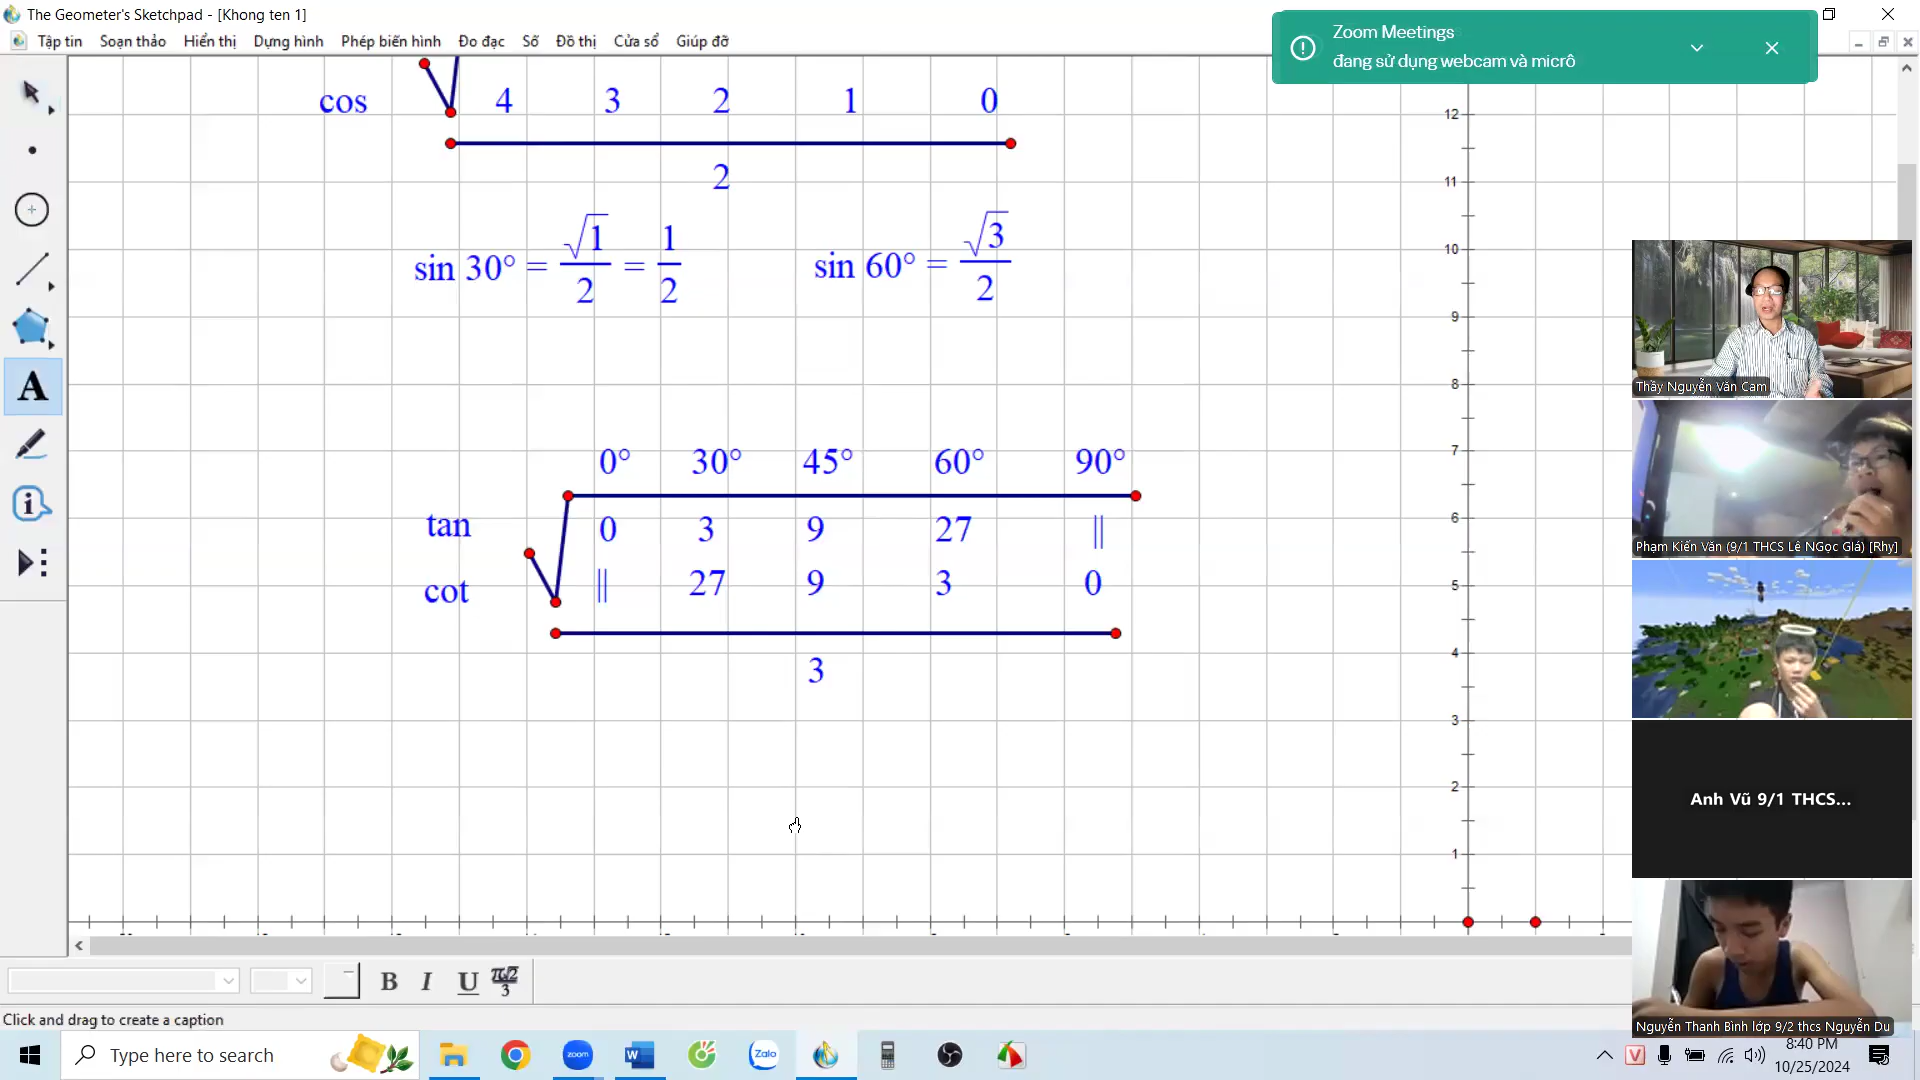 The Geometer's Sketchpad - [Khong ten 1]
Tập tin Soạn thảo Hiển thị Dựng hình Phép biến hình Đo đạc Số Đồ thị Cửa sổ Giúp đỡ
Zoom Meetings
đang sử dụng webcam và micrô
cos 4 3 2 1 0
2
sin 30° = √1/2 = 1/2
sin 60° = √3/2
0° 30° 45° 60° 90°
tan 0 3 9 27 ||
cot || 27 9 3 0
3
12
11
10
9
8
7
6
5
4
3
2
1
Thầy Nguyễn Văn Cam
Phạm Kiến Văn (9/1 THCS Lê NGọc GIá) [Rhy]
Anh Vũ 9/1 THCS...
Nguyễn Thanh Bình lớp 9/2 thcs Nguyễn Du
A
B I U
Click and drag to create a caption
Type here to search
zoom
W
Zalo
V
8:40 PM
10/25/2024